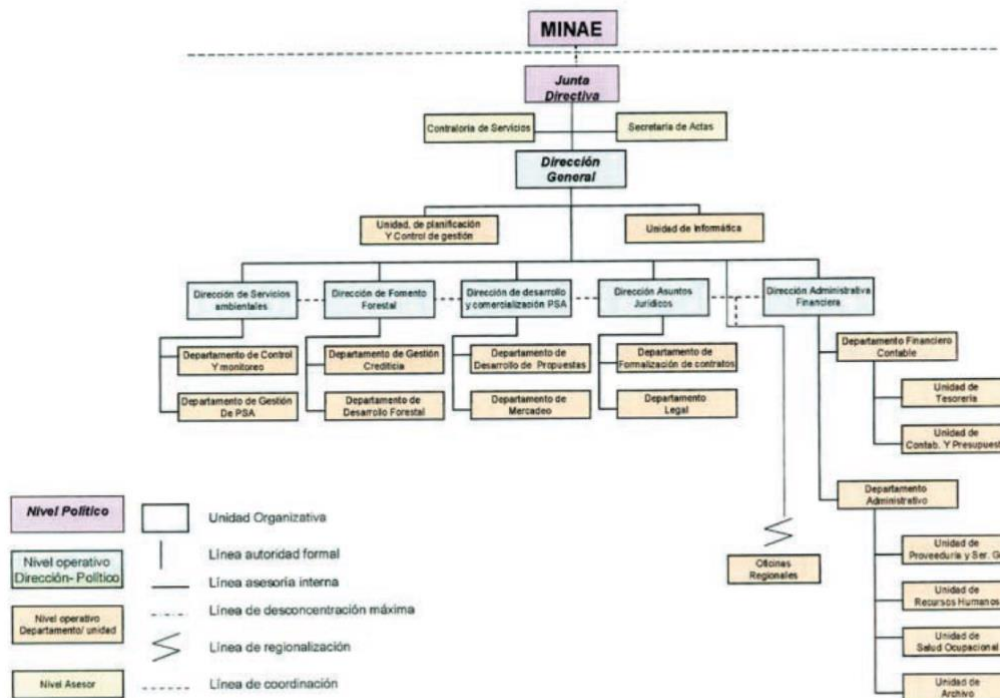 MINAE
Junta
Directiva
Contraloría de Servicios
Secretaría de Actas
Dirección
General
Unidad. de planificación
Y Control de gestión
Unidad de Informática
Dirección de Servicios
ambientales
Dirección de Fomento
Forestal
Dirección de desarrollo
y comercialización PSA
Dirección Asuntos
Jurídicos
Dirección Administrativa
Financiera
Departamento de Control
Y monitoreo
Departamento de Gestión
Crediticia
Departamento de
Desarrollo de Propuestas
Departamento de
Formalización de contratos
Departamento Financiero
Contable
Departamento de Gestión
De PSA
Departamento de
Desarrollo Forestal
Departamento de
Mercadeo
Departamento
Legal
Unidad de
Tesorería
Unidad de
Contab. Y Presupuest
Departamento
Administrativo
Oficinas
Regionales
Unidad de
Proveeduría y Ser. G
Unidad de
Recursos Humanos
Unidad de
Salud Ocupacional
Unidad de
Archivo
Nivel Político
Unidad Organizativa
Nivel operativo
Dirección- Político
Línea autoridad formal
Línea asesoría interna
Nivel operativo
Departamento/ unidad
Línea de desconcentración máxima
Línea de regionalización
Nivel Asesor
Línea de coordinación